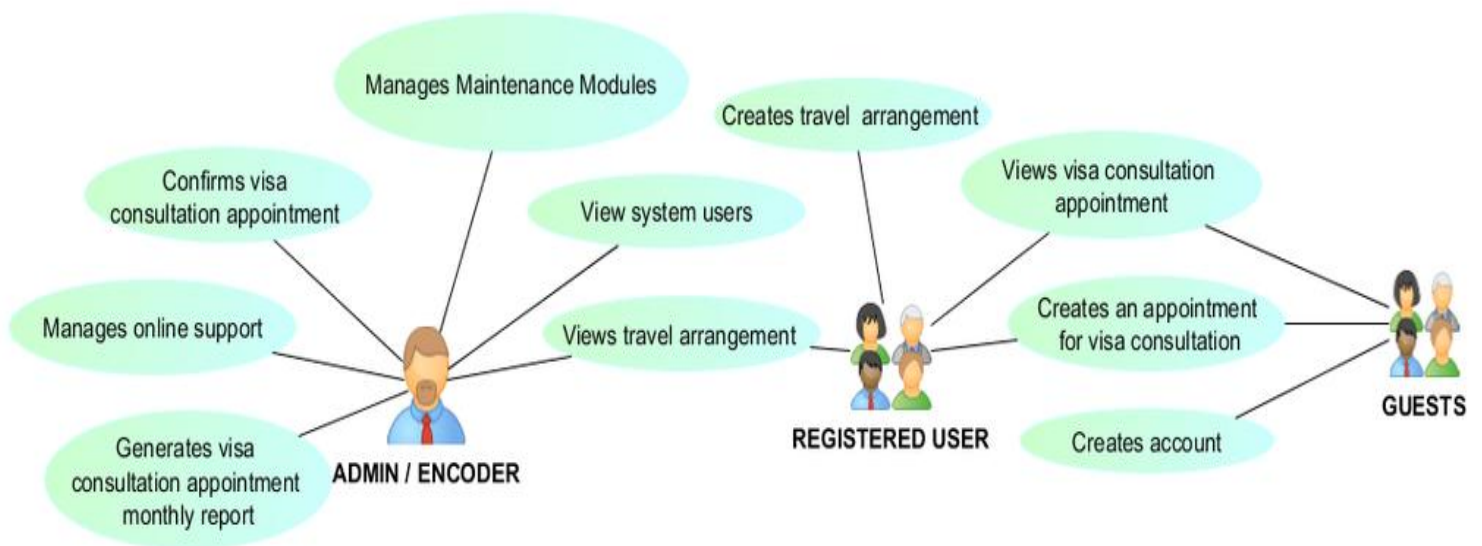 Manages Maintenance Modules
Creates travel arrangement
Confirms visa
consultation appointment
View system users
Views visa consultation
appointment
Manages online support
Views travel arrangement
Creates an appointment
for visa consultation
GUESTS
REGISTERED USER
Creates account
Generates visa
consultation appointment
monthly report
ADMIN / ENCODER